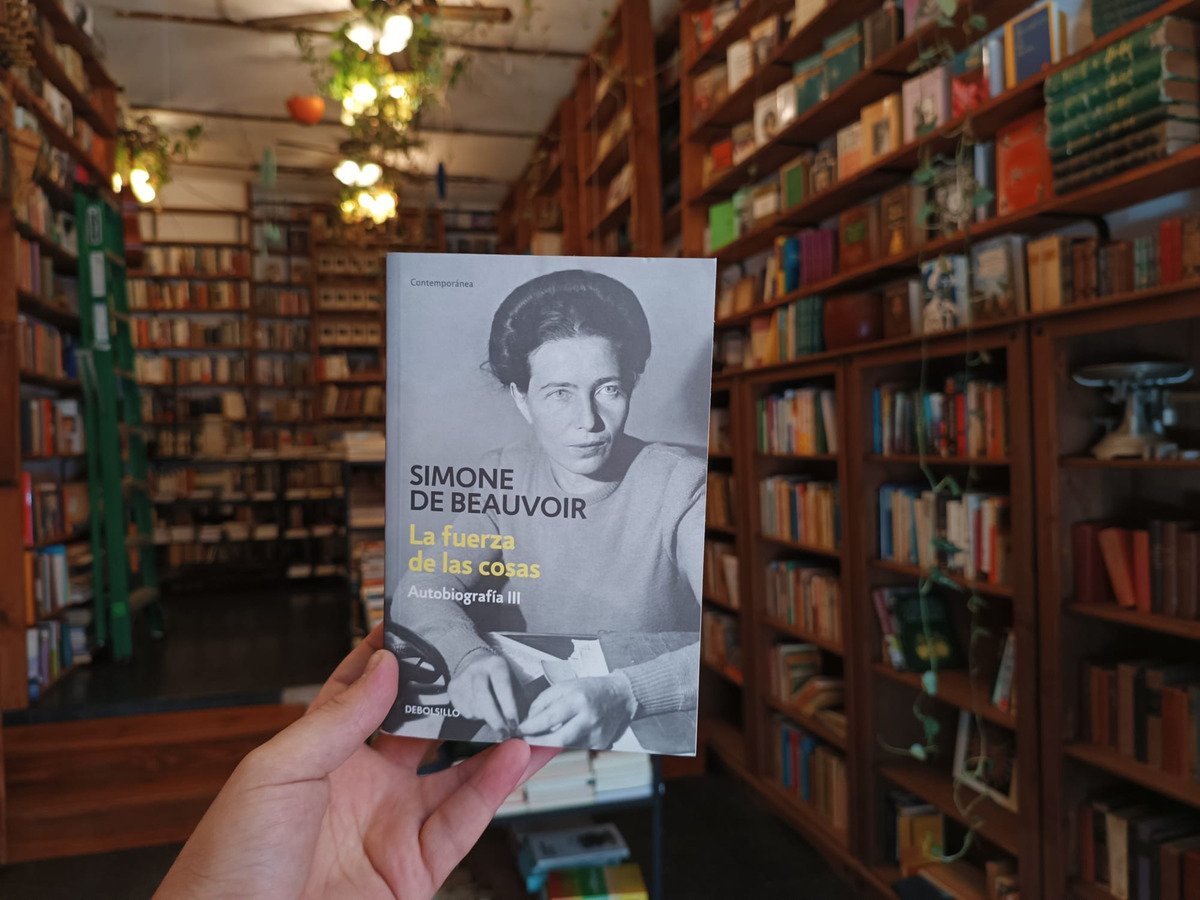 Contemporánea
SIMONE
DE BEAUVOIR
La fuerza
de las cosas
Autobiografía III
DEBOLSILLO